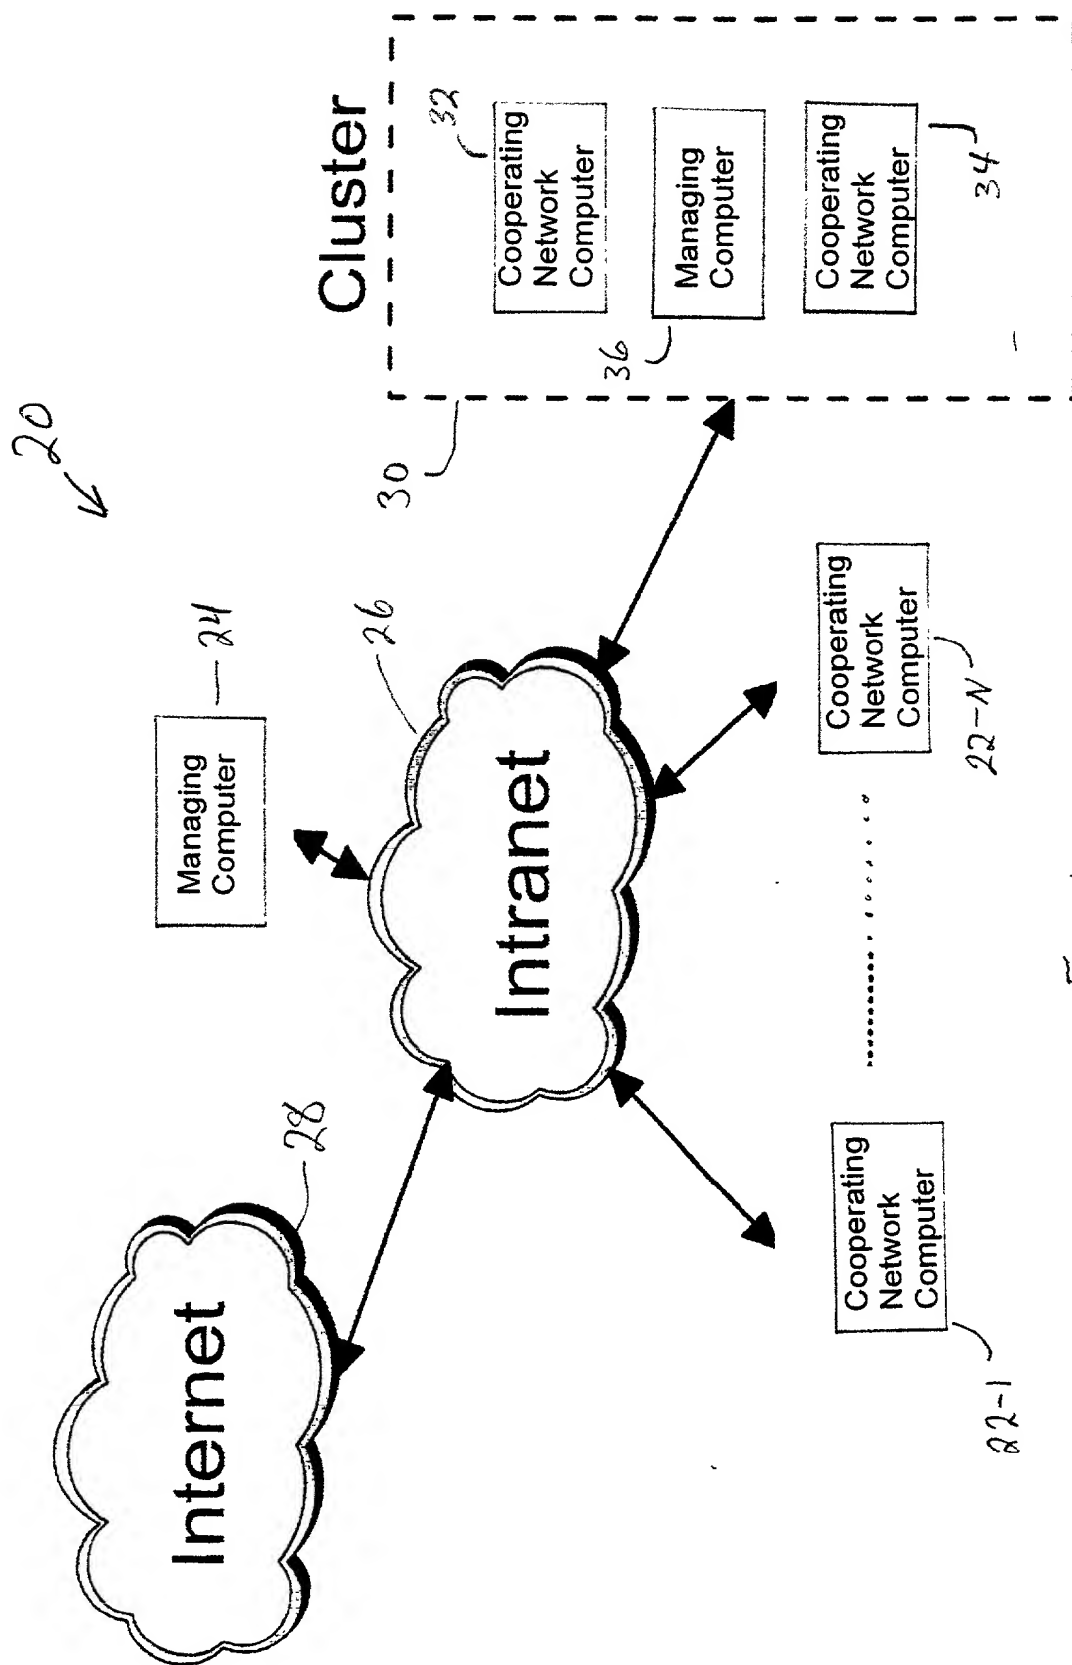 20
Cluster
Internet
28
Managing
Computer
24
Intranet
26
30
Cooperating
Network
Computer
32
Managing
Computer
36
Cooperating
Network
Computer
34
Cooperating
Network
Computer
22-1
Cooperating
Network
Computer
22-N